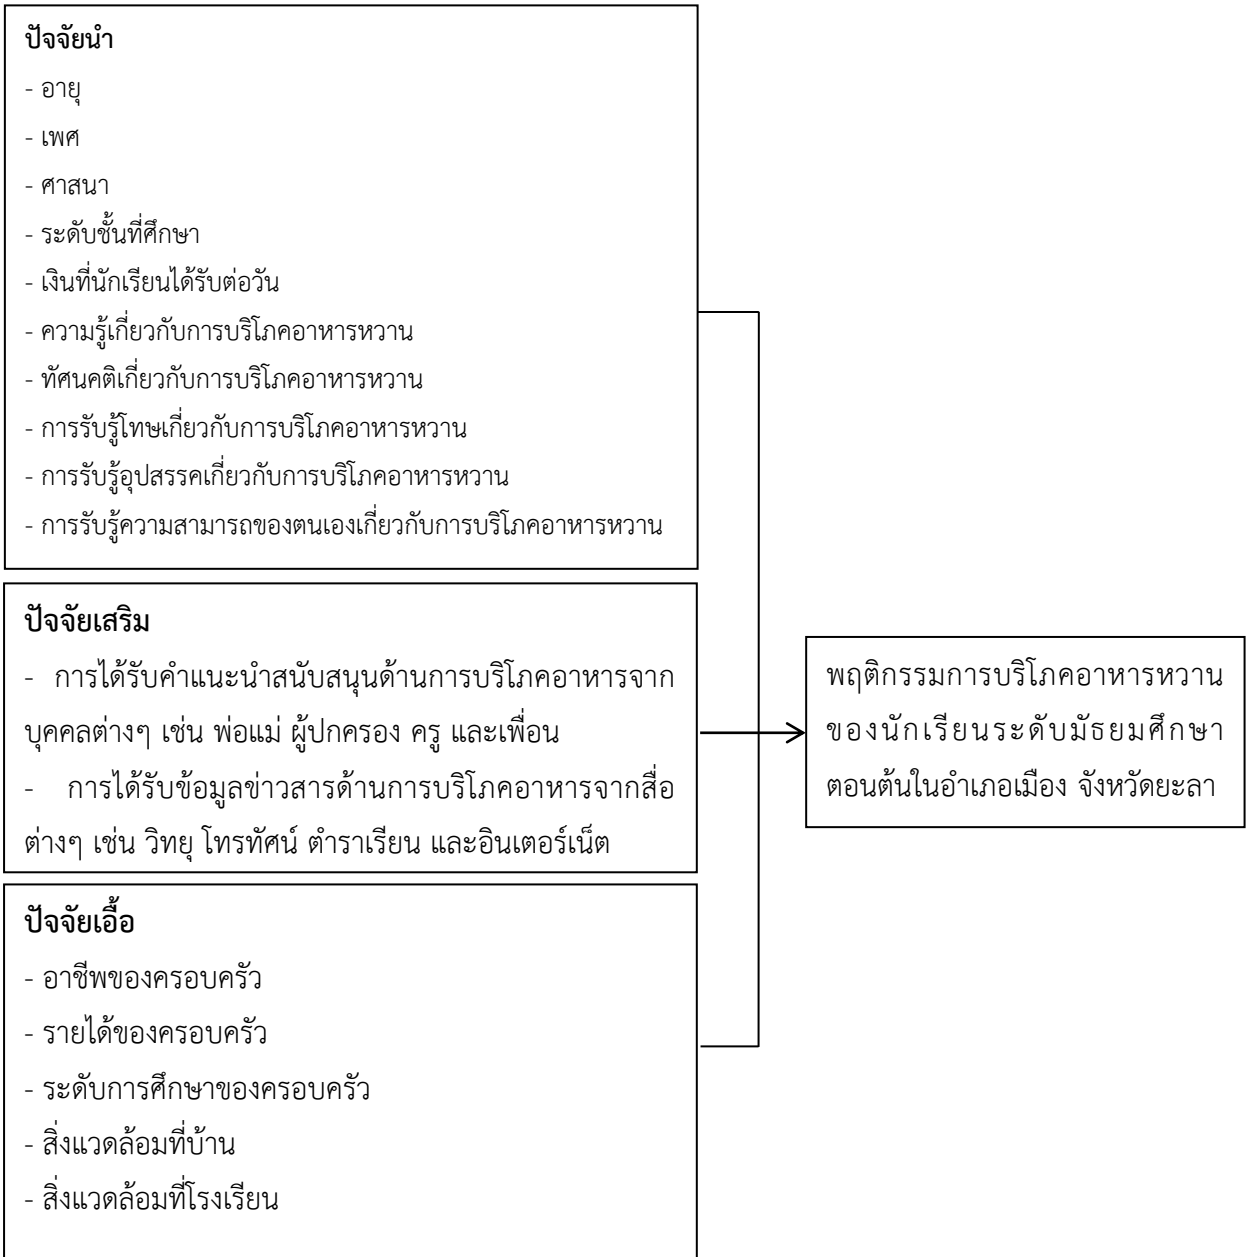 ปัจจัยนำ
- อายุ
- เพศ
- ศาสนา
- ระดับชั้นที่ศึกษา
- เงินที่นักเรียนได้รับต่อวัน
- ความรู้เกี่ยวกับการบริโภคอาหารหวาน
- ทัศนคติเกี่ยวกับการบริโภคอาหารหวาน
- การรับรู้โทษเกี่ยวกับการบริโภคอาหารหวาน
- การรับรู้อุปสรรคเกี่ยวกับการบริโภคอาหารหวาน
- การรับรู้ความสามารถของตนเองเกี่ยวกับการบริโภคอาหารหวาน
ปัจจัยเสริม
- การได้รับคำแนะนำสนับสนุนด้านการบริโภคอาหารจาก
บุคคลต่างๆ เช่น พ่อแม่ ผู้ปกครอง ครู และเพื่อน
- การได้รับข้อมูลข่าวสารด้านการบริโภคอาหารจากสื่อ
ต่างๆ เช่น วิทยุ โทรทัศน์ ตำราเรียน และอินเตอร์เน็ต
ปัจจัยเอื้อ
- อาชีพของครอบครัว
- รายได้ของครอบครัว
- ระดับการศึกษาของครอบครัว
- สิ่งแวดล้อมที่บ้าน
- สิ่งแวดล้อมที่โรงเรียน
พฤติกรรมการบริโภคอาหารหวาน
ของนักเรียนระดับมัธยมศึกษา
ตอนต้นในอำเภอเมือง จังหวัดยะลา